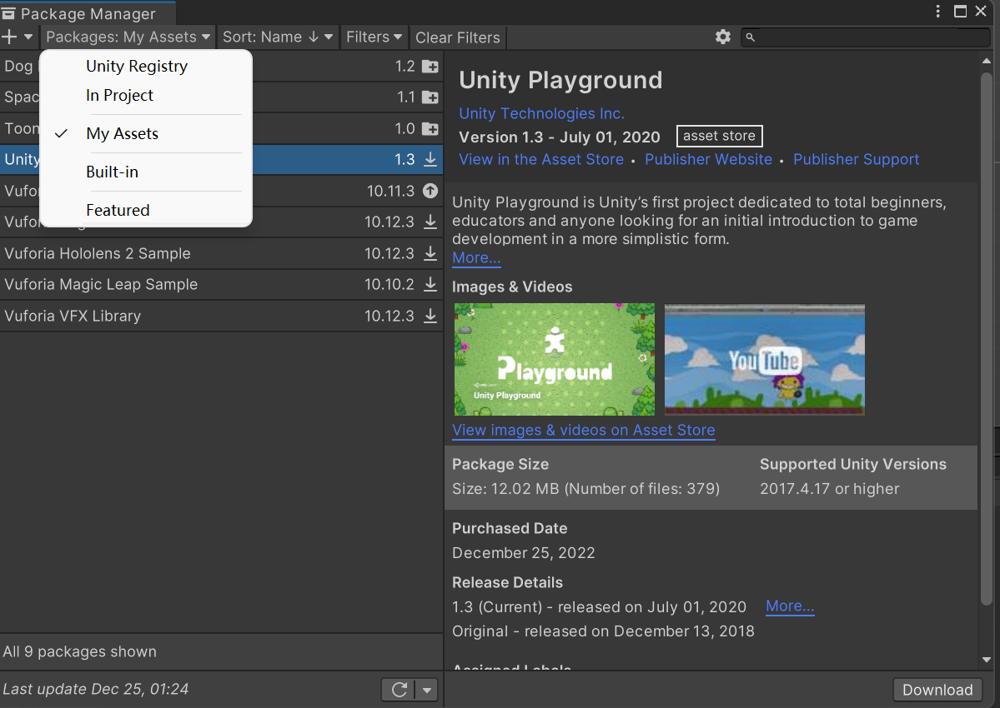 Package Manager
Packages: My Assets Sort: Name Filters Clear Filters
Unity Registry
In Project
My Assets
Built-in
Featured
Dog 1.2
Spac 1.1
Toon 1.0
Unity 1.3
Vufor 10.11.3
10.12.3
Vuforia Hololens 2 Sample 10.12.3
Vuforia Magic Leap Sample 10.10.2
Vuforia VFX Library 10.12.3
All 9 packages shown
Last update Dec 25, 01:24
Unity Playground
Unity Technologies Inc.
Version 1.3 - July 01, 2020 asset store
View in the Asset Store • Publisher Website • Publisher Support
Unity Playground is Unity’s first project dedicated to total beginners,
educators and anyone looking for an initial introduction to game
development in a more simplistic form.
More...
Images & Videos
Playground
Unity Playground
YouTube
View images & videos on Asset Store
Package Size Supported Unity Versions
Size: 12.02 MB (Number of files: 379) 2017.4.17 or higher
Purchased Date
December 25, 2022
Release Details
1.3 (Current) - released on July 01, 2020 More...
Original - released on December 13, 2018
Assigned Labels
Download